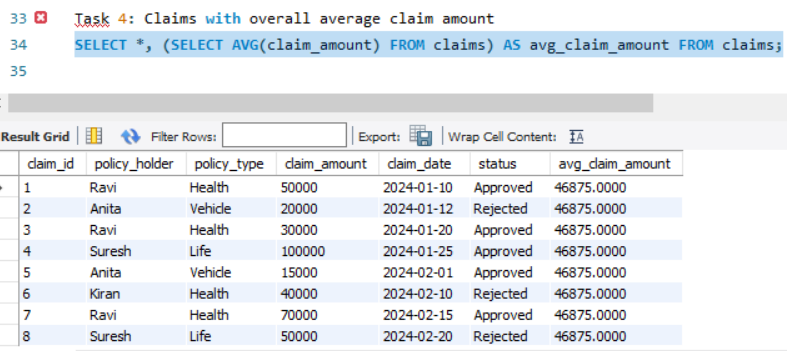 33 Task 4: Claims with overall average claim amount
34 SELECT *, (SELECT AVG(claim_amount) FROM claims) AS avg_claim_amount FROM claims;
35
Result Grid Filter Rows: Export: Wrap Cell Content: IA
claim_id policy_holder policy_type claim_amount claim_date status avg_claim_amount
1 Ravi Health 50000 2024-01-10 Approved 46875.0000
2 Anita Vehicle 20000 2024-01-12 Rejected 46875.0000
3 Ravi Health 30000 2024-01-20 Approved 46875.0000
4 Suresh Life 100000 2024-01-25 Approved 46875.0000
5 Anita Vehicle 15000 2024-02-01 Approved 46875.0000
6 Kiran Health 40000 2024-02-10 Rejected 46875.0000
7 Ravi Health 70000 2024-02-15 Approved 46875.0000
8 Suresh Life 50000 2024-02-20 Rejected 46875.0000